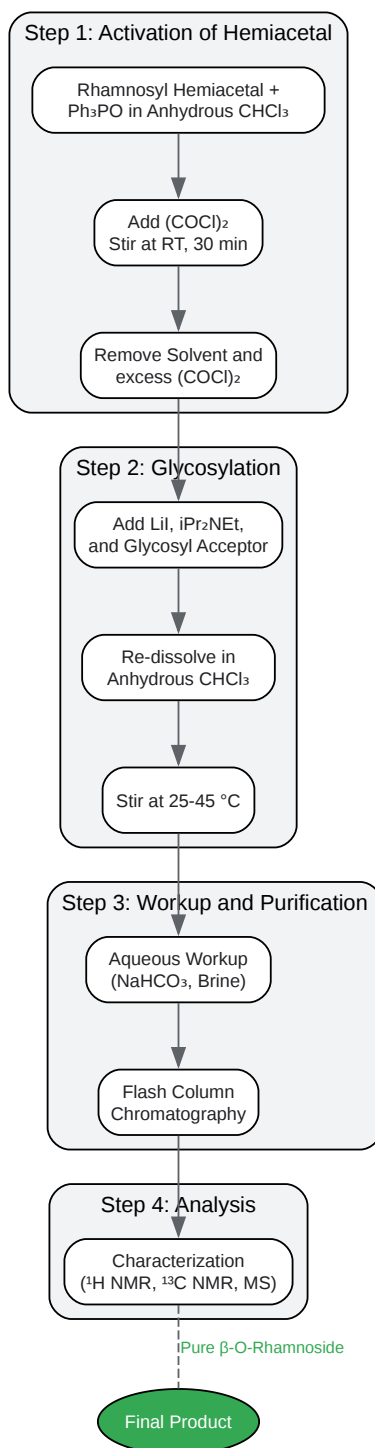 Step 1: Activation of Hemiacetal
Rhamnosyl Hemiacetal +
Ph₃PO in Anhydrous CHCl₃
Add (COCl)₂
Stir at RT, 30 min
Remove Solvent and
excess (COCl)₂
Step 2: Glycosylation
Add LiI, iPr₂NEt,
and Glycosyl Acceptor
Re-dissolve in
Anhydrous CHCl₃
Stir at 25-45 °C
Step 3: Workup and Purification
Aqueous Workup
(NaHCO₃, Brine)
Flash Column
Chromatography
Step 4: Analysis
Characterization
(¹H NMR, ¹³C NMR, MS)
Pure β-O-Rhamnoside
Final Product